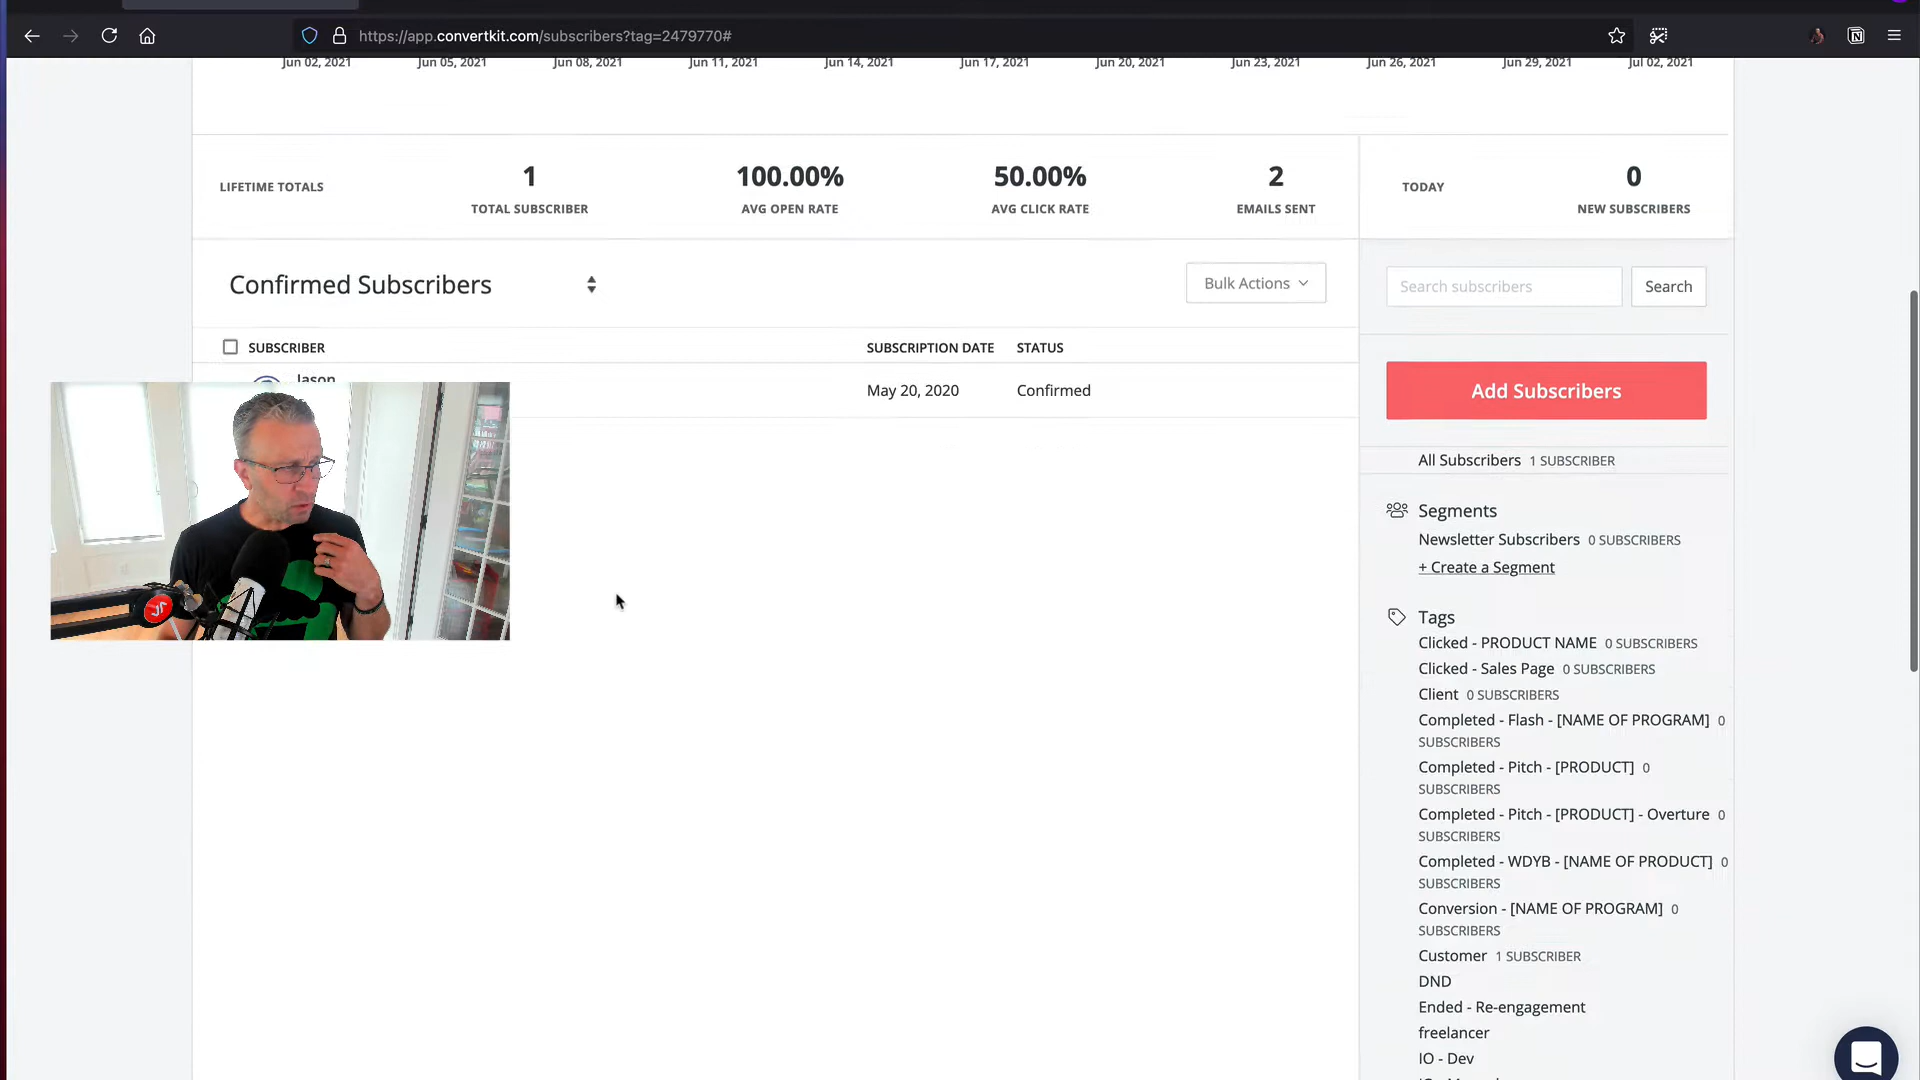 https://app.convertkit.com/subscribers?tag=2479770#
Jun 02, 2021 Jun 05, 2021 Jun 08, 2021 Jun 11, 2021 Jun 14, 2021 Jun 17, 2021 Jun 20, 2021 Jun 23, 2021 Jun 26, 2021 Jun 29, 2021 Jul 02, 2021
LIFETIME TOTALS
1
TOTAL SUBSCRIBER
100.00%
AVG OPEN RATE
50.00%
AVG CLICK RATE
2
EMAILS SENT
TODAY
0
NEW SUBSCRIBERS
Confirmed Subscribers
Bulk Actions
SUBSCRIBER SUBSCRIPTION DATE STATUS
Jason May 20, 2020 Confirmed
Search subscribers
Search
Add Subscribers
All Subscribers 1 SUBSCRIBER
Segments
Newsletter Subscribers 0 SUBSCRIBERS
+ Create a Segment
Tags
Clicked - PRODUCT NAME 0 SUBSCRIBERS
Clicked - Sales Page 0 SUBSCRIBERS
Client 0 SUBSCRIBERS
Completed - Flash - [NAME OF PROGRAM] 0
SUBSCRIBERS
Completed - Pitch - [PRODUCT] 0
SUBSCRIBERS
Completed - Pitch - [PRODUCT] - Overture 0
SUBSCRIBERS
Completed - WDYB - [NAME OF PRODUCT] 0
SUBSCRIBERS
Conversion - [NAME OF PROGRAM] 0
SUBSCRIBERS
Customer 1 SUBSCRIBER
DND
Ended - Re-engagement
freelancer
IO - Dev